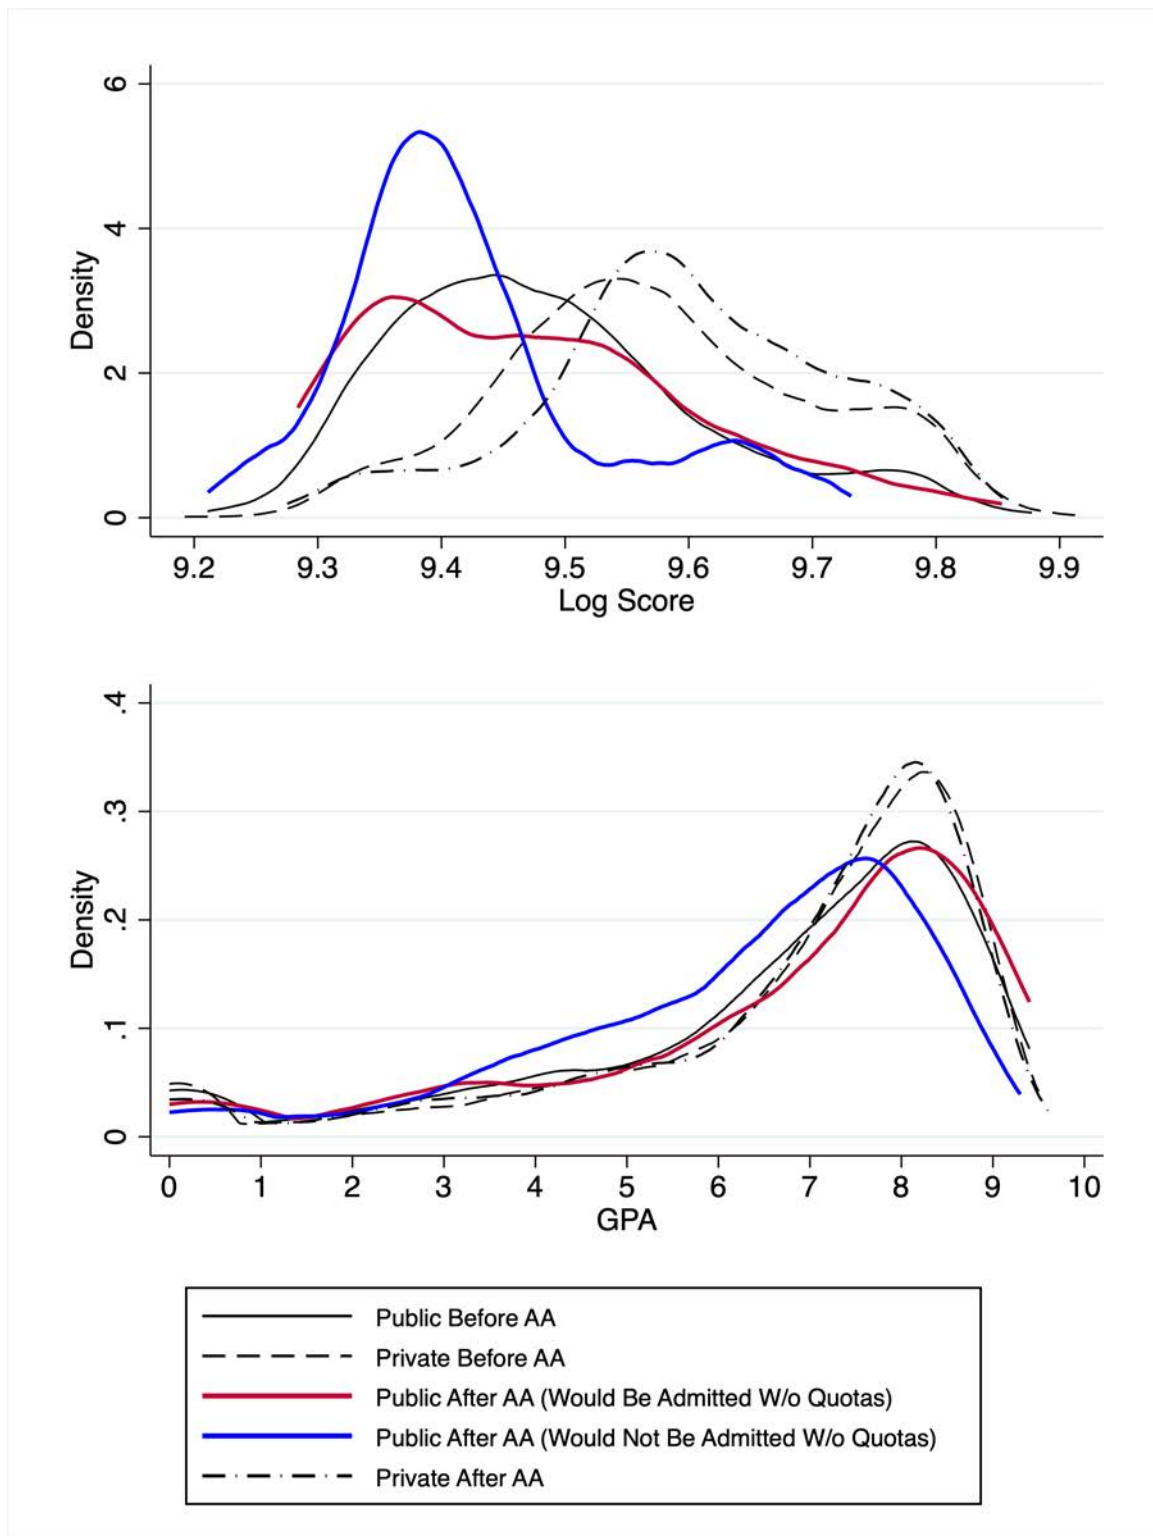 6
4
2
0
Density
9.2 9.3 9.4 9.5 9.6 9.7 9.8 9.9
Log Score
.4
.3
.2
.1
0
Density
0 1 2 3 4 5 6 7 8 9 10
GPA
Public Before AA
Private Before AA
Public After AA (Would Be Admitted W/o Quotas)
Public After AA (Would Not Be Admitted W/o Quotas)
Private After AA